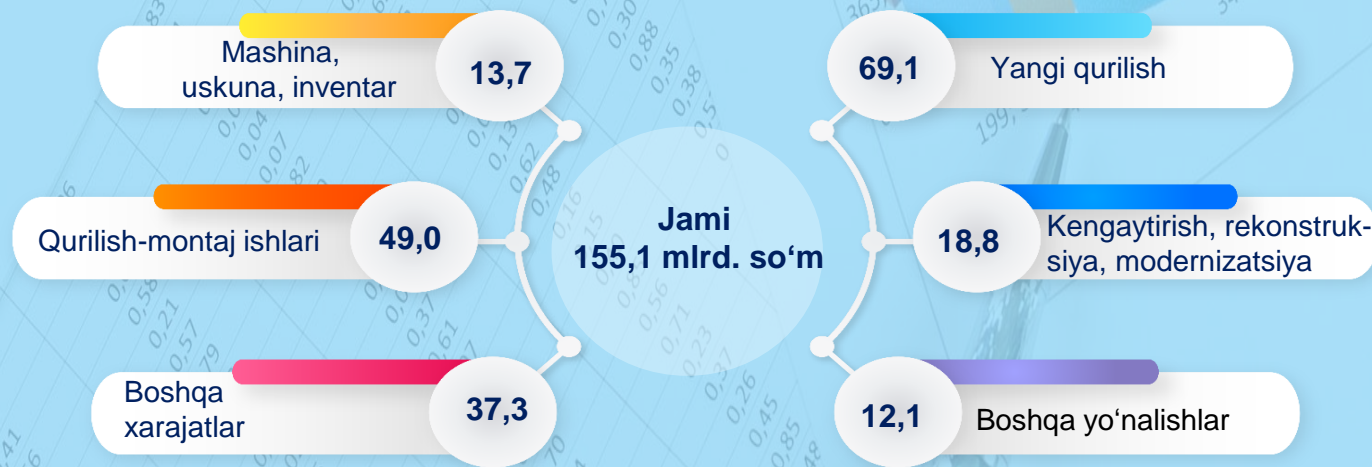 Mashina,
uskuna, inventar
13,7
Qurilish-montaj ishlari
49,0
Boshqa
xarajatlar
37,3
Jami
155,1 mlrd. so‘m
69,1
Yangi qurilish
18,8
Kengaytirish, rekonstruk-
siya, modernizatsiya
12,1
Boshqa yo‘nalishlar